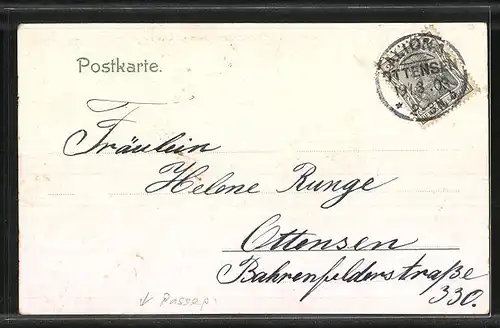 Postkarte.
ALTONA
OTTENSEN
Fräulein
Helene Runge
Ottensen
Bahrenfelderstraße
330.